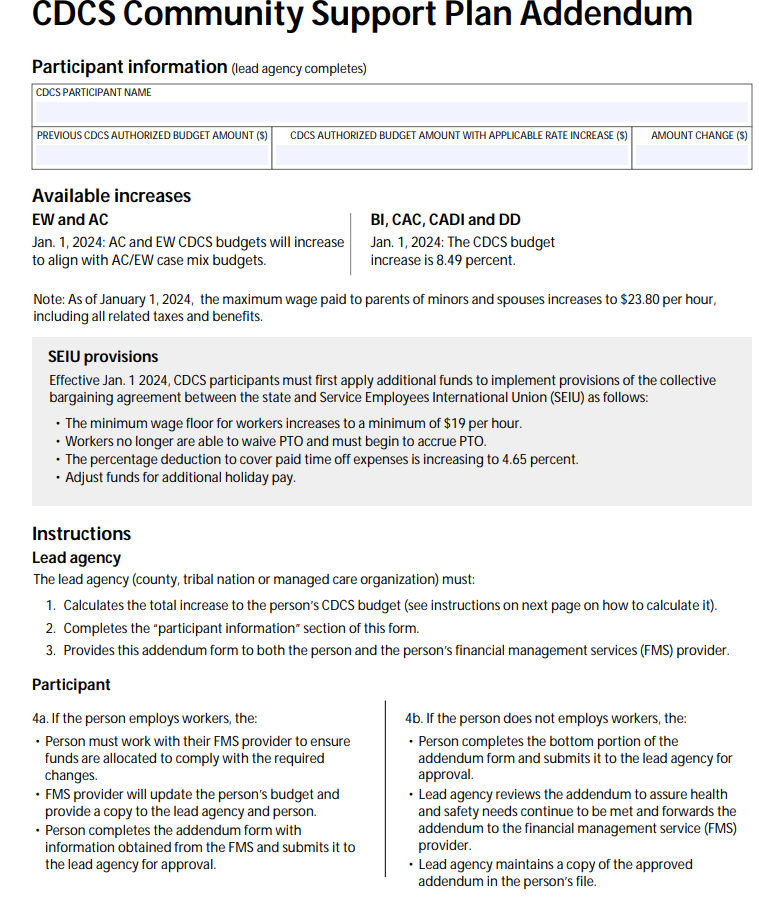 CDCS Community Support Plan Addendum
Participant information (lead agency completes)
CDCS PARTICIPANT NAME
PREVIOUS CDCS AUTHORIZED BUDGET AMOUNT ($)
CDCS AUTHORIZED BUDGET AMOUNT WITH APPLICABLE RATE INCREASE ($)
AMOUNT CHANGE ($)
Available increases
EW and AC
Jan. 1, 2024: AC and EW CDCS budgets will increase
to align with AC/EW case mix budgets.
BI, CAC, CADI and DD
Jan. 1, 2024: The CDCS budget
increase is 8.49 percent.
Note: As of January 1, 2024,  the maximum wage paid to parents of minors and spouses increases to $23.80 per hour,
including all related taxes and benefits.
SEIU provisions
Effective Jan. 1 2024, CDCS participants must first apply additional funds to implement provisions of the collective
bargaining agreement between the state and Service Employees International Union (SEIU) as follows:
• The minimum wage floor for workers increases to a minimum of $19 per hour.
• Workers no longer are able to waive PTO and must begin to accrue PTO.
• The percentage deduction to cover paid time off expenses is increasing to 4.65 percent.
• Adjust funds for additional holiday pay.
Instructions
Lead agency
The lead agency (county, tribal nation or managed care organization) must:
1. Calculates the total increase to the person's CDCS budget (see instructions on next page on how to calculate it).
2. Completes the "participant information" section of this form.
3. Provides this addendum form to both the person and the person's financial management services (FMS) provider.
Participant
4a. If the person employs workers, the:
• Person must work with their FMS provider to ensure
funds are allocated to comply with the required
changes.
• FMS provider will update the person's budget and
provide a copy to the lead agency and person.
• Person completes the addendum form with
information obtained from the FMS and submits it to
the lead agency for approval.
4b. If the person does not employs workers, the:
• Person completes the bottom portion of the
addendum form and submits it to the lead agency for
approval.
• Lead agency reviews the addendum to assure health
and safety needs continue to be met and forwards the
addendum to the financial management service (FMS)
provider.
• Lead agency maintains a copy of the approved
addendum in the person's file.